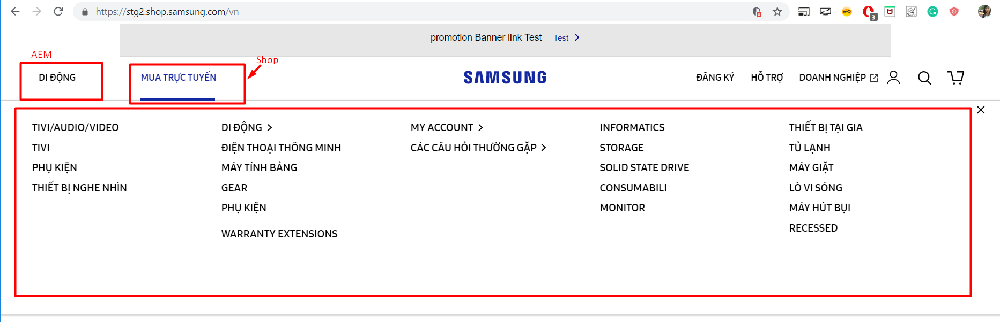 https://stg2.shop.samsung.com/vn
3
promotion Banner link Test Test
AEM
Shop
DI ĐỘNG
MUA TRỰC TUYẾN
SAMSUNG
ĐĂNG KÝ
HỖ TRỢ
DOANH NGHIỆP
TIVI/AUDIO/VIDEO
TIVI
PHỤ KIỆN
THIẾT BỊ NGHE NHÌN
DI ĐỘNG
ĐIỆN THOẠI THÔNG MINH
MÁY TÍNH BẢNG
GEAR
PHỤ KIỆN
WARRANTY EXTENSIONS
MY ACCOUNT
CÁC CÂU HỎI THƯỜNG GẶP
INFORMATICS
STORAGE
SOLID STATE DRIVE
CONSUMABILI
MONITOR
THIẾT BỊ TẠI GIA
TỦ LẠNH
MÁY GIẶT
LÒ VI SÓNG
MÁY HÚT BỤI
RECESSED